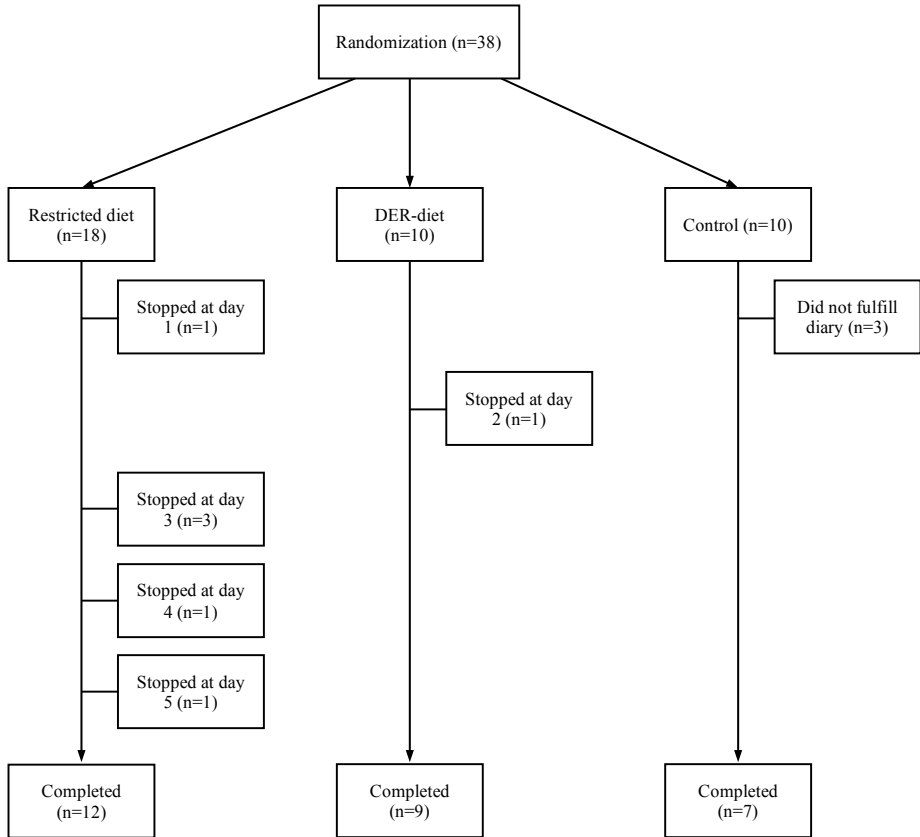 Randomization (n=38)
Restricted diet
(n=18)
DER-diet
(n=10)
Control (n=10)
Stopped at day
1 (n=1)
Did not fulfill
diary (n=3)
Stopped at day
2 (n=1)
Stopped at day
3 (n=3)
Stopped at day
4 (n=1)
Stopped at day
5 (n=1)
Completed
(n=12)
Completed
(n=9)
Completed
(n=7)